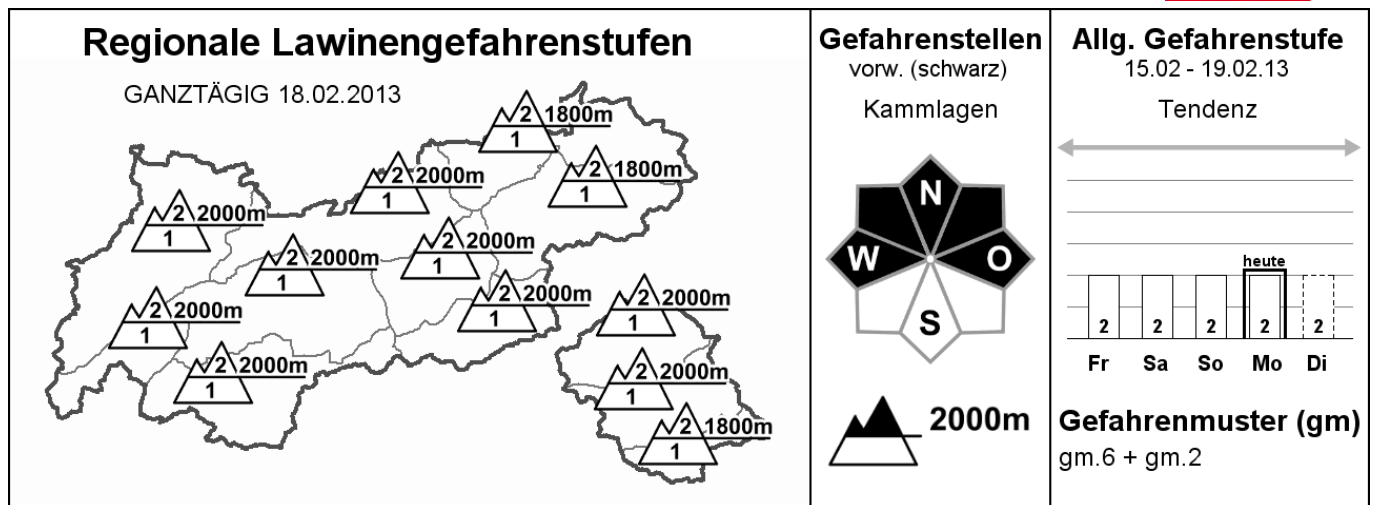 Regionale Lawinengefahrenstufen
GANZTÄGIG 18.02.2013
2 1800m
1
2 1800m
1
2 2000m
1
2 2000m
1
2 2000m
1
2 2000m
1
2 2000m
1
2 2000m
1
2 2000m
1
2 2000m
1
2 2000m
1
2 1800m
1
Gefahrenstellen
vorw. (schwarz)
Kammlagen
N
W O
S
2000m
Allg. Gefahrenstufe
15.02 - 19.02.13
Tendenz
heute
2 2 2 2 2
Fr Sa So Mo Di
Gefahrenmuster (gm)
gm.6 + gm.2